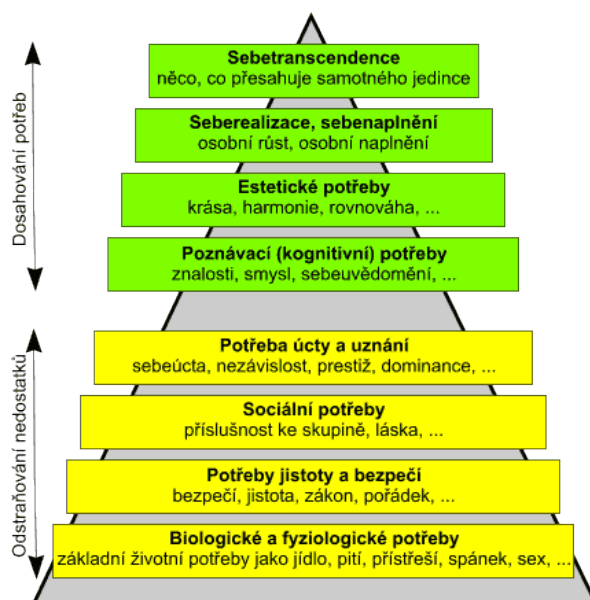 Dosahování potřeb
Sebetranscendence
něco, co přesahuje samotného jedince
Seberealizace, sebenaplnění
osobní růst, osobní naplnění
Estetické potřeby
krása, harmonie, rovnováha, ...
Poznávací (kognitivní) potřeby
znalosti, smysl, sebeuvědomění, ...
Odstraňování nedostatků
Potřeba úcty a uznání
sebeúcta, nezávislost, prestiž, dominance, ...
Sociální potřeby
příslušnost ke skupině, láska, ...
Potřeby jistoty a bezpečí
bezpečí, jistota, zákon, pořádek, ...
Biologické a fyziologické potřeby
základní životní potřeby jako jídlo, pití, přístřeší, spánek, sex, ...